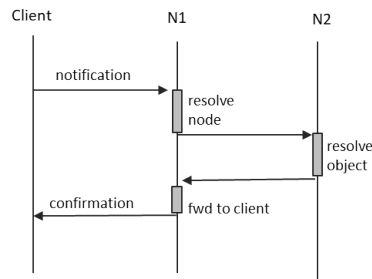 Client
N1
N2
notification
resolve
node
resolve
object
confirmation
fwd to client